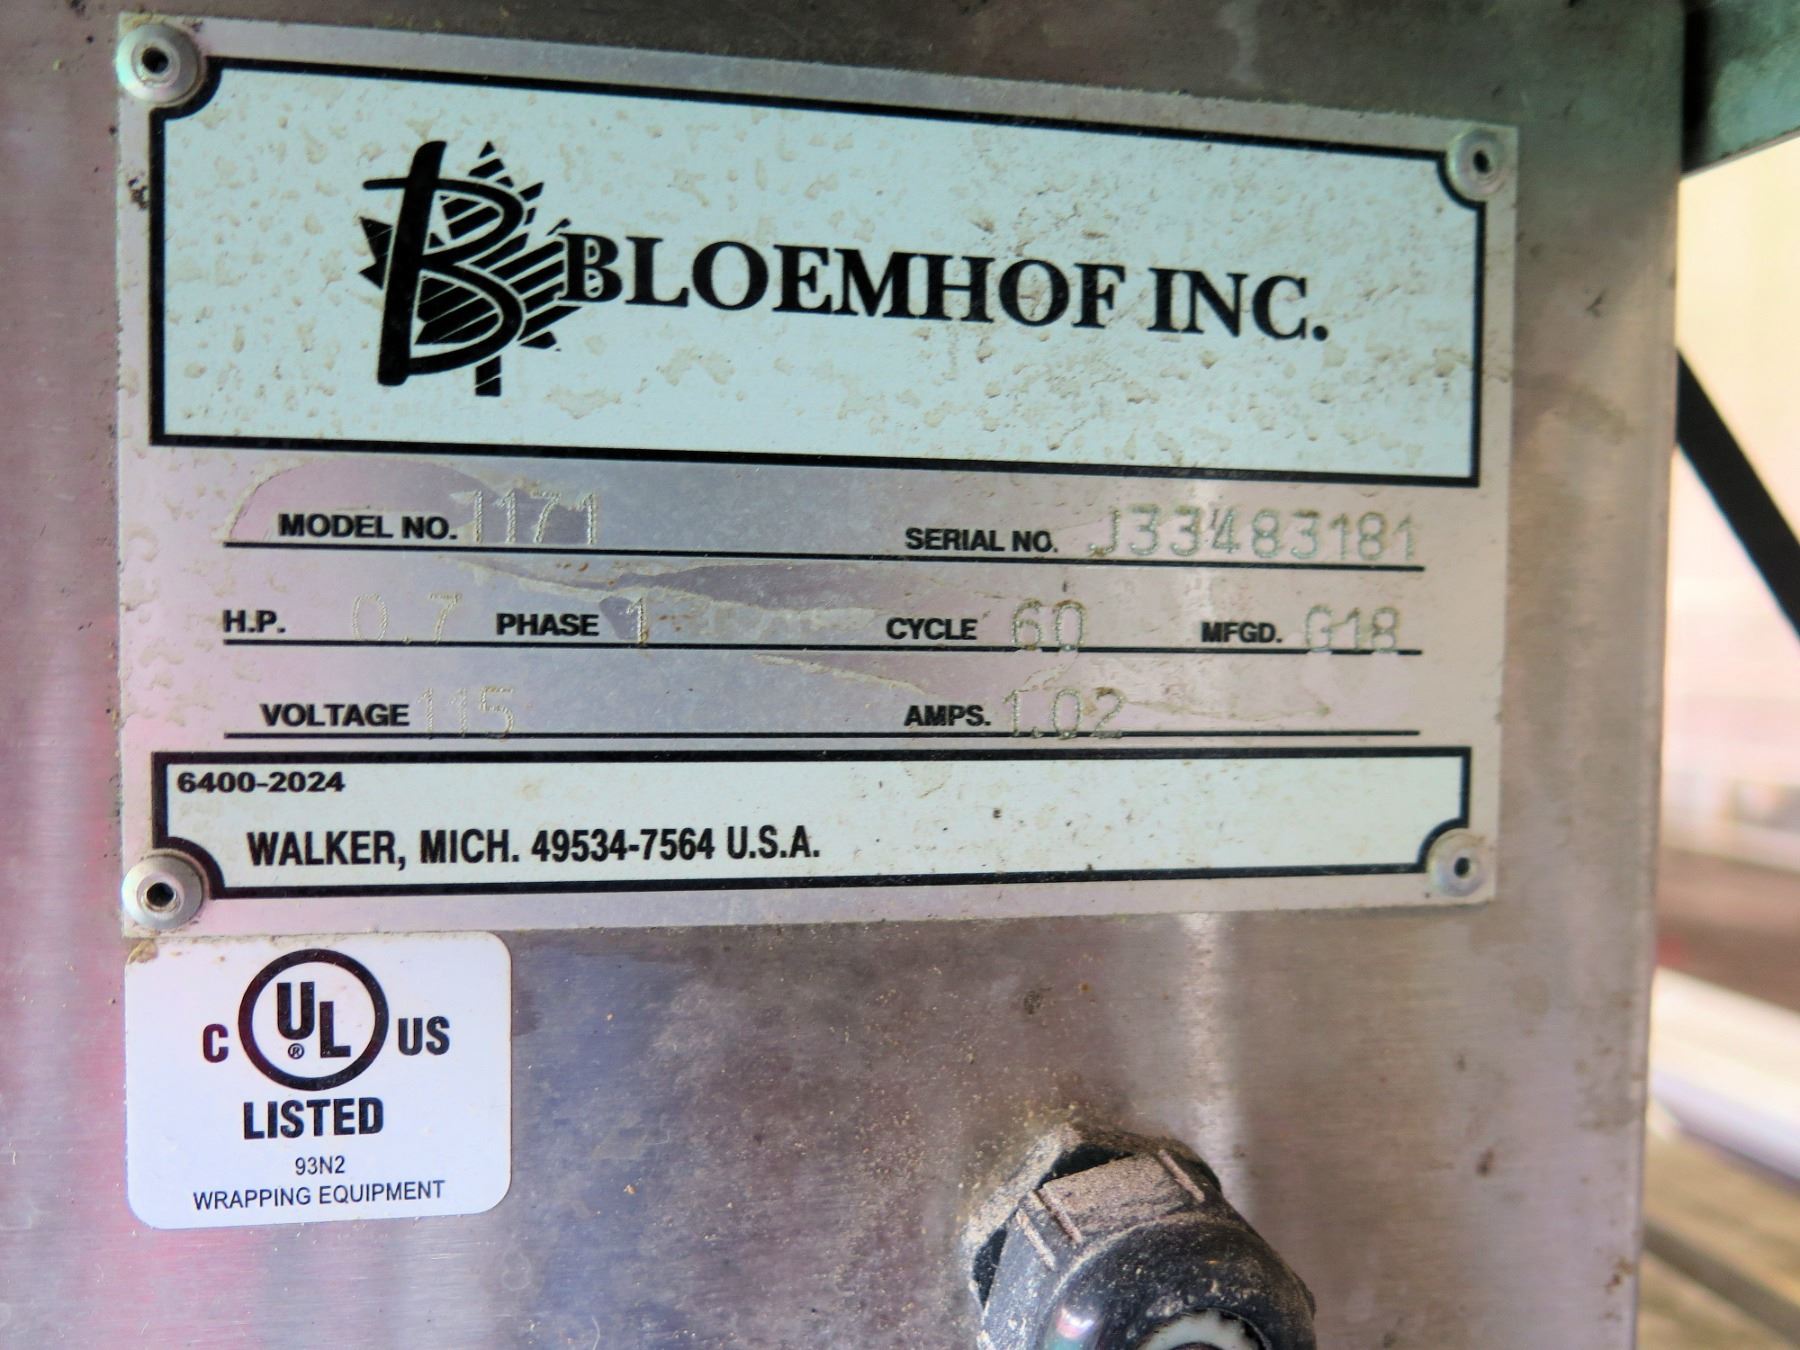 B BLOEMHOF INC.
MODEL NO. 1171 SERIAL NO. J33483181
H.P. 0.7 PHASE 1 CYCLE 60 MFGD. G18
VOLTAGE 115 AMPS. 1.02
6400-2024
WALKER, MICH. 49534-7564 U.S.A.
C UL® US
LISTED
93N2
WRAPPING EQUIPMENT